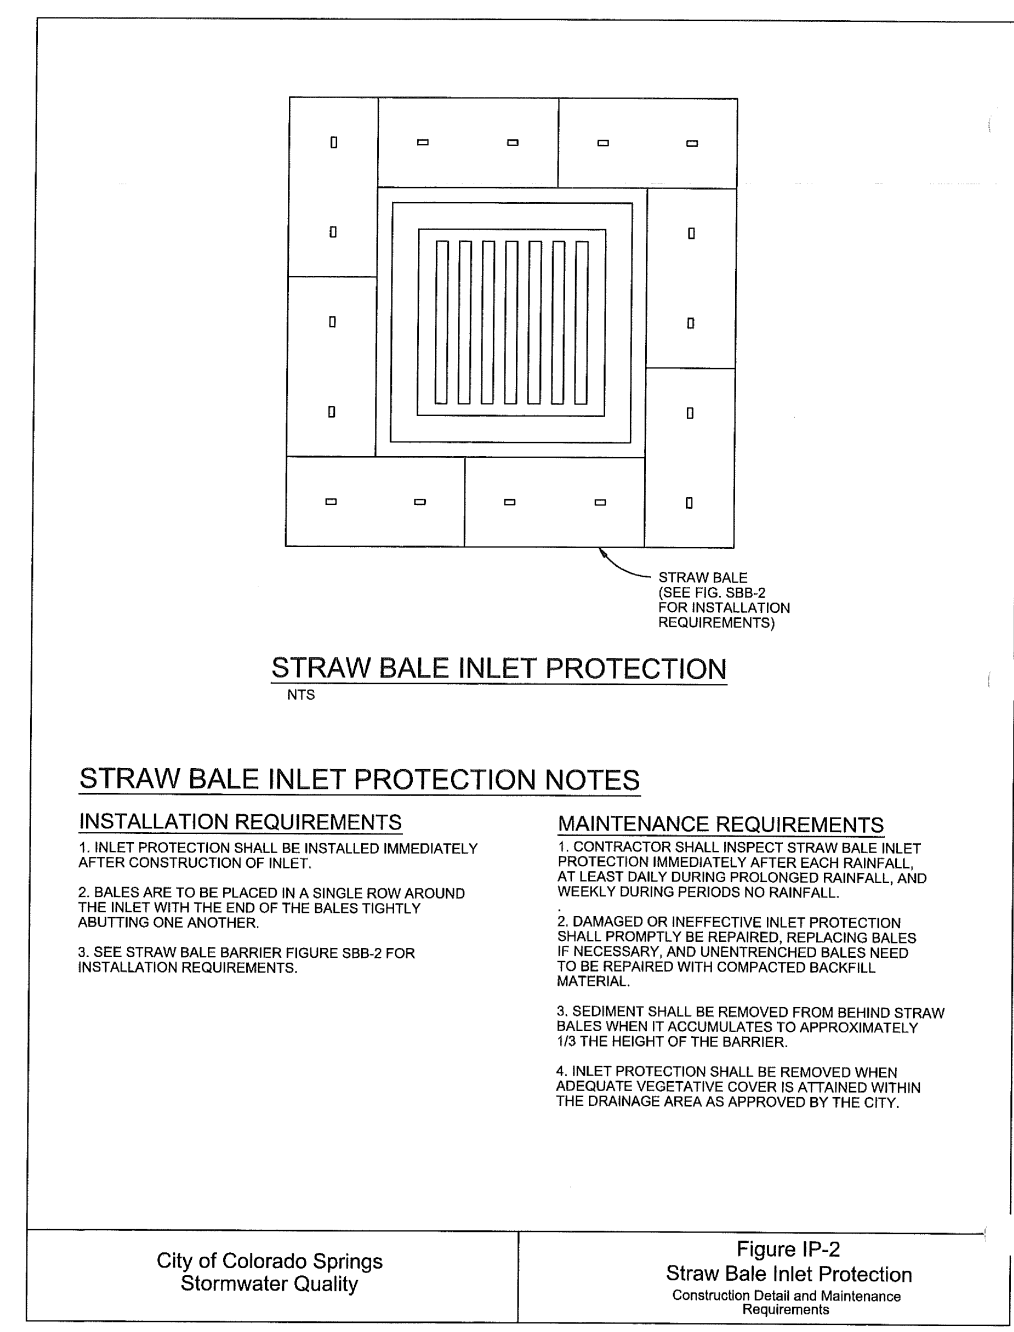 STRAW BALE
(SEE FIG. SBB-2
FOR INSTALLATION
REQUIREMENTS)
STRAW BALE INLET PROTECTION
NTS
STRAW BALE INLET PROTECTION NOTES
INSTALLATION REQUIREMENTS
1. INLET PROTECTION SHALL BE INSTALLED IMMEDIATELY
AFTER CONSTRUCTION OF INLET.
2. BALES ARE TO BE PLACED IN A SINGLE ROW AROUND
THE INLET WITH THE END OF THE BALES TIGHTLY
ABUTTING ONE ANOTHER.
3. SEE STRAW BALE BARRIER FIGURE SBB-2 FOR
INSTALLATION REQUIREMENTS.
MAINTENANCE REQUIREMENTS
1. CONTRACTOR SHALL INSPECT STRAW BALE INLET
PROTECTION IMMEDIATELY AFTER EACH RAINFALL,
AT LEAST DAILY DURING PROLONGED RAINFALL, AND
WEEKLY DURING PERIODS NO RAINFALL.
2. DAMAGED OR INEFFECTIVE INLET PROTECTION
SHALL PROMPTLY BE REPAIRED, REPLACING BALES
IF NECESSARY, AND UNENTRENCHED BALES NEED
TO BE REPAIRED WITH COMPACTED BACKFILL
MATERIAL.
3. SEDIMENT SHALL BE REMOVED FROM BEHIND STRAW
BALES WHEN IT ACCUMULATES TO APPROXIMATELY
1/3 THE HEIGHT OF THE BARRIER.
4. INLET PROTECTION SHALL BE REMOVED WHEN
ADEQUATE VEGETATIVE COVER IS ATTAINED WITHIN
THE DRAINAGE AREA AS APPROVED BY THE CITY.
City of Colorado Springs
Stormwater Quality
Figure IP-2
Straw Bale Inlet Protection
Construction Detail and Maintenance
Requirements